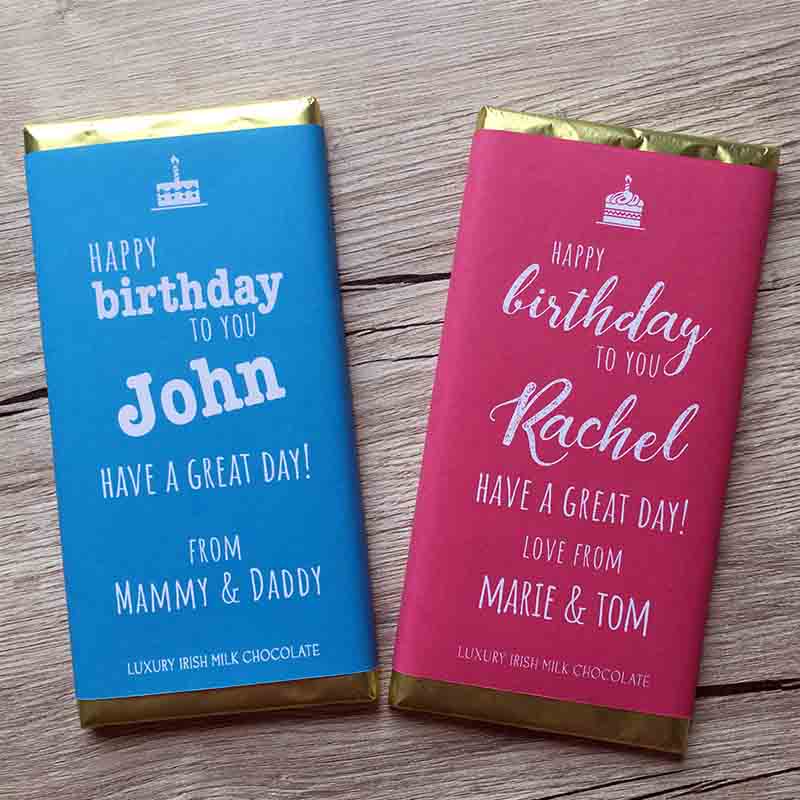 HAPPY
birthday
TO YOU
John
HAVE A GREAT DAY!
FROM
MAMMY & DADDY
LUXURY IRISH MILK CHOCOLATE
HAPPY
birthday
TO YOU
Rachel
HAVE A GREAT DAY!
LOVE FROM
MARIE & TOM
LUXURY IRISH MILK CHOCOLATE